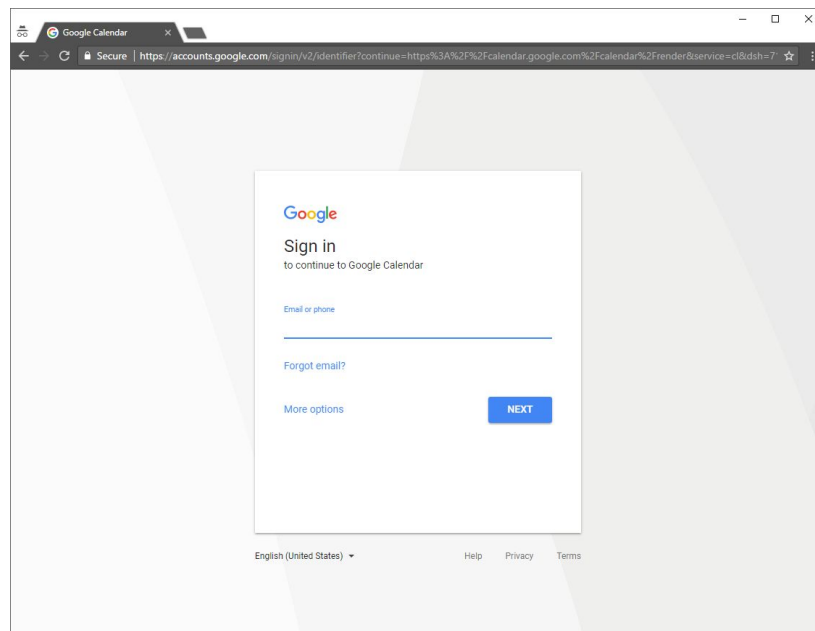 Google Calendar
Secure | https://accounts.google.com/signin/v2/identifier?continue=https%3A%2F%2Fcalendar.google.com%2Fcalendar%2Frender&service=cl&dsh=7
Google
Sign in
to continue to Google Calendar
Email or phone
Forgot email?
More options
NEXT
English (United States)
Help Privacy Terms